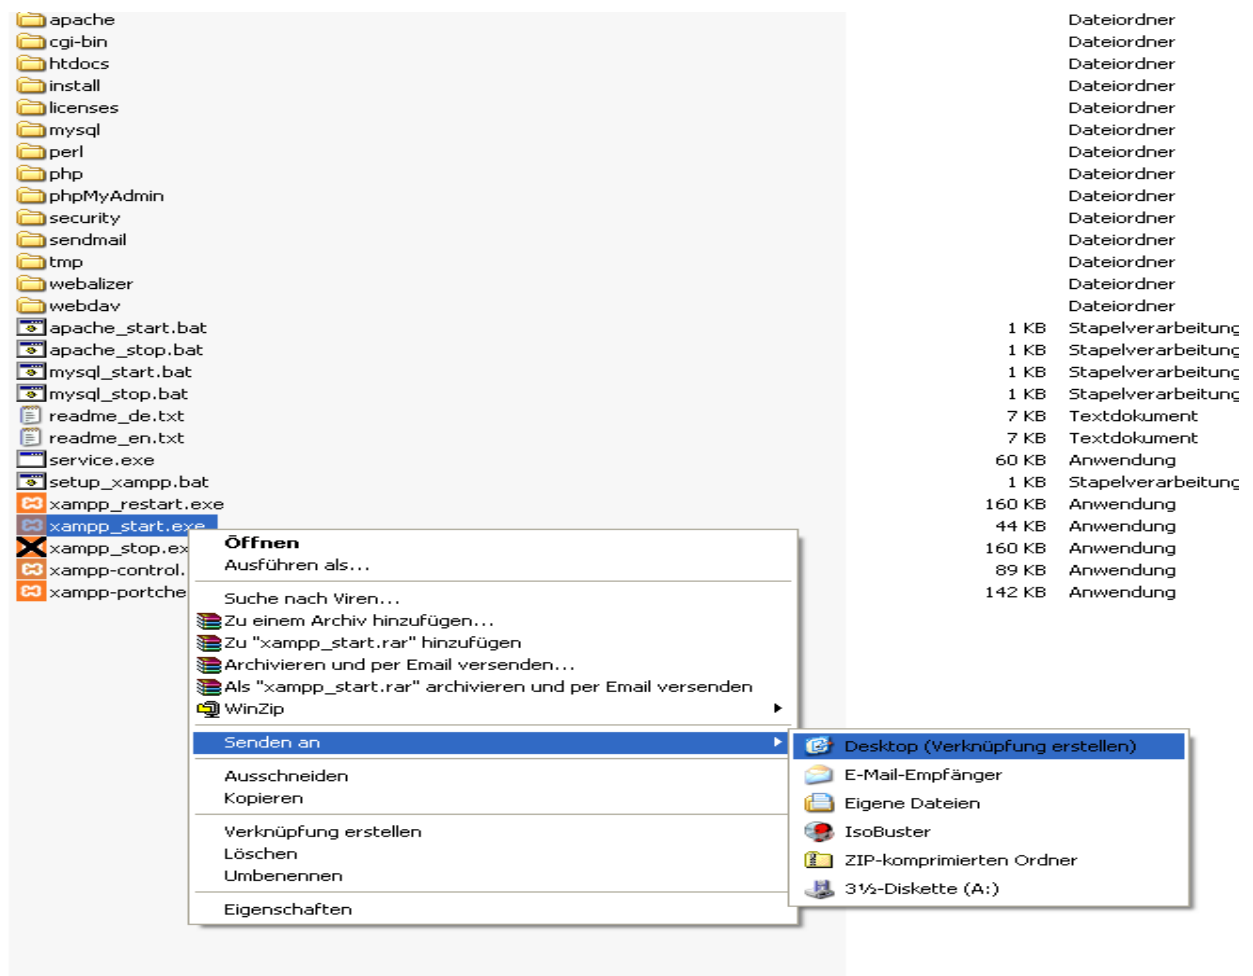 apache Dateiordner
cgi-bin Dateiordner
htdocs Dateiordner
install Dateiordner
licenses Dateiordner
mysql Dateiordner
perl Dateiordner
php Dateiordner
phpMyAdmin Dateiordner
security Dateiordner
sendmail Dateiordner
tmp Dateiordner
webalizer Dateiordner
webdav Dateiordner
apache_start.bat 1 KB Stapelverarbeitung
apache_stop.bat 1 KB Stapelverarbeitung
mysql_start.bat 1 KB Stapelverarbeitung
mysql_stop.bat 1 KB Stapelverarbeitung
readme_de.txt 7 KB Textdokument
readme_en.txt 7 KB Textdokument
service.exe 60 KB Anwendung
setup_xampp.bat 1 KB Stapelverarbeitung
xampp_restart.exe 160 KB Anwendung
xampp_start.exe 44 KB Anwendung
xampp_stop.ex 160 KB Anwendung
xampp-control. 89 KB Anwendung
xampp-portche 142 KB Anwendung
Öffnen
Ausführen als...
Suche nach Viren...
Zu einem Archiv hinzufügen...
Zu "xampp_start.rar" hinzufügen
Archivieren und per Email versenden...
Als "xampp_start.rar" archivieren und per Email versenden
WinZip
Senden an
Ausschneiden
Kopieren
Verknüpfung erstellen
Löschen
Umbenennen
Eigenschaften
Desktop (Verknüpfung erstellen)
E-Mail-Empfänger
Eigene Dateien
IsoBuster
ZIP-komprimierten Ordner
3½-Diskette (A:)